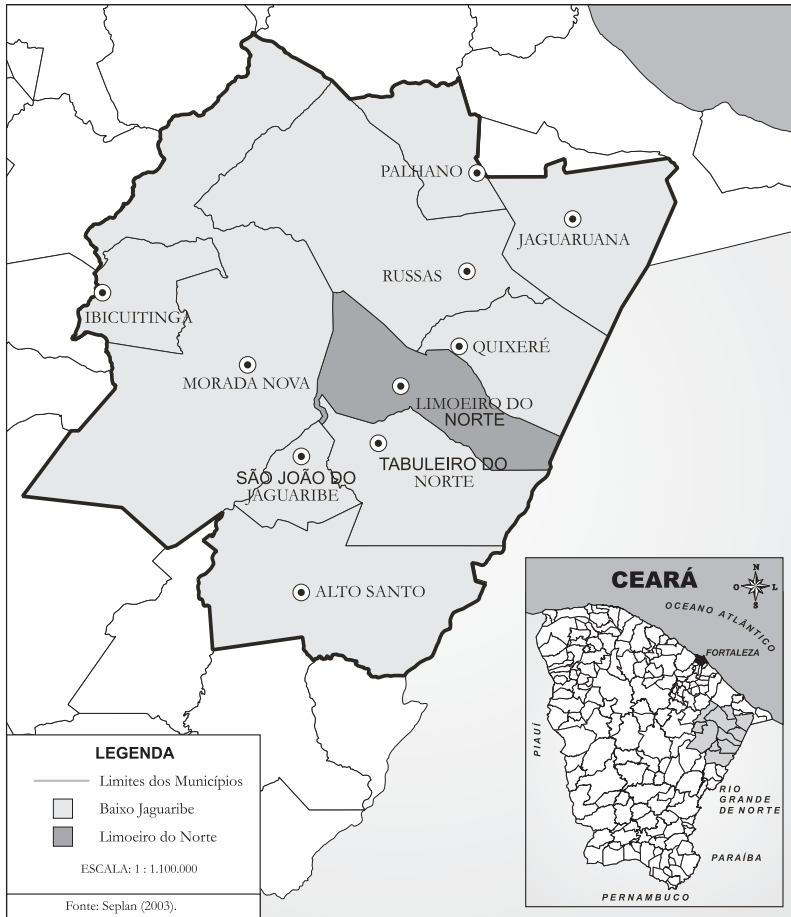 PALHANO
JAGUARUANA
RUSSAS
IBICUITINGA
QUIXERÉ
MORADA NOVA
LIMOEIRO DO
NORTE
TABULEIRO DO
NORTE
SÃO JOÃO DO
JAGUARIBE
ALTO SANTO
CEARÁ
N
O
L
S
OCEANO ATLÂNTICO
FORTALEZA
PIAUÍ
RIO
GRANDE
DE NORTE
PARAÍBA
PERNAMBUCO
LEGENDA
Limites dos Municípios
Baixo Jaguaribe
Limoeiro do Norte
ESCALA: 1 : 1.100.000
Fonte: Seplan (2003).